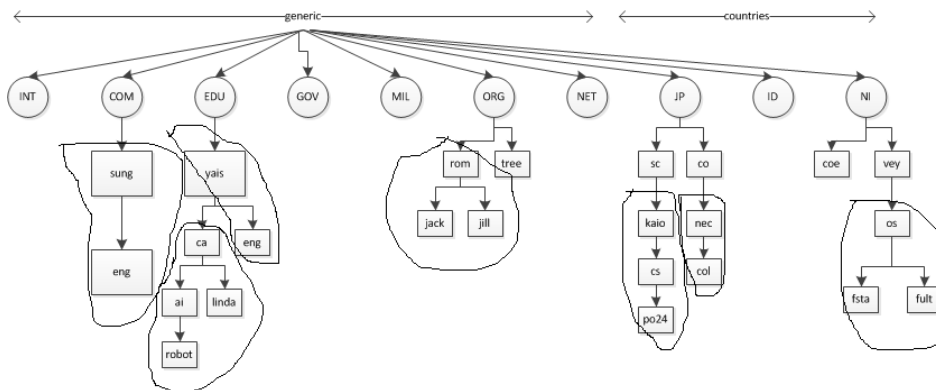 generic countries
INT COM EDU GOV MIL ORG NET JP ID NI
sung yais rom tree sc co coe vey
ca eng jack jill kaio nec os
eng ai linda cs col fsta fult
robot po24